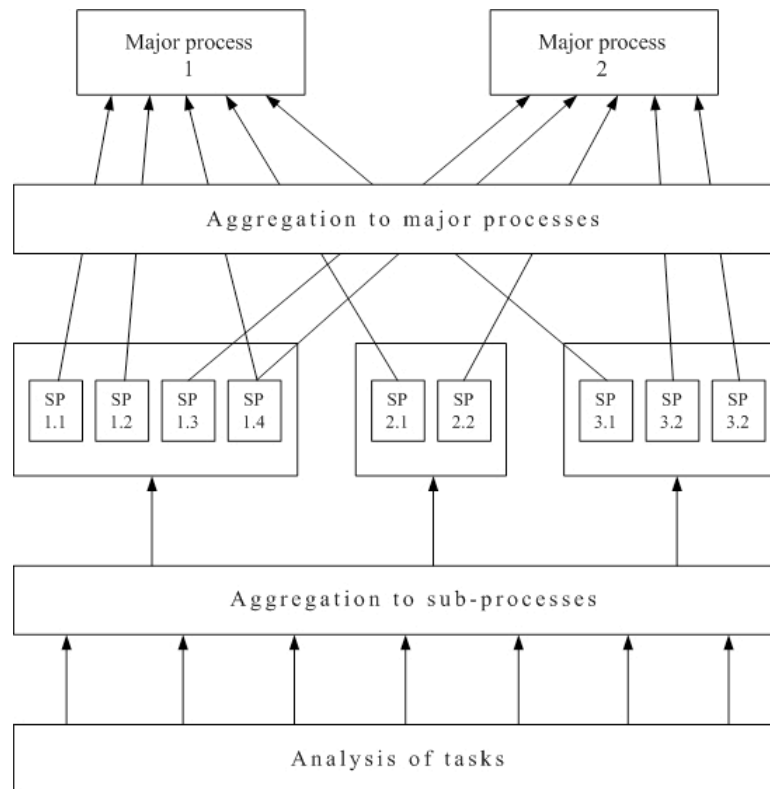 Major process
1
Major process
2
Aggregation to major processes
SP
1.1
SP
1.2
SP
1.3
SP
1.4
SP
2.1
SP
2.2
SP
3.1
SP
3.2
SP
3.2
Aggregation to sub-processes
Analysis of tasks